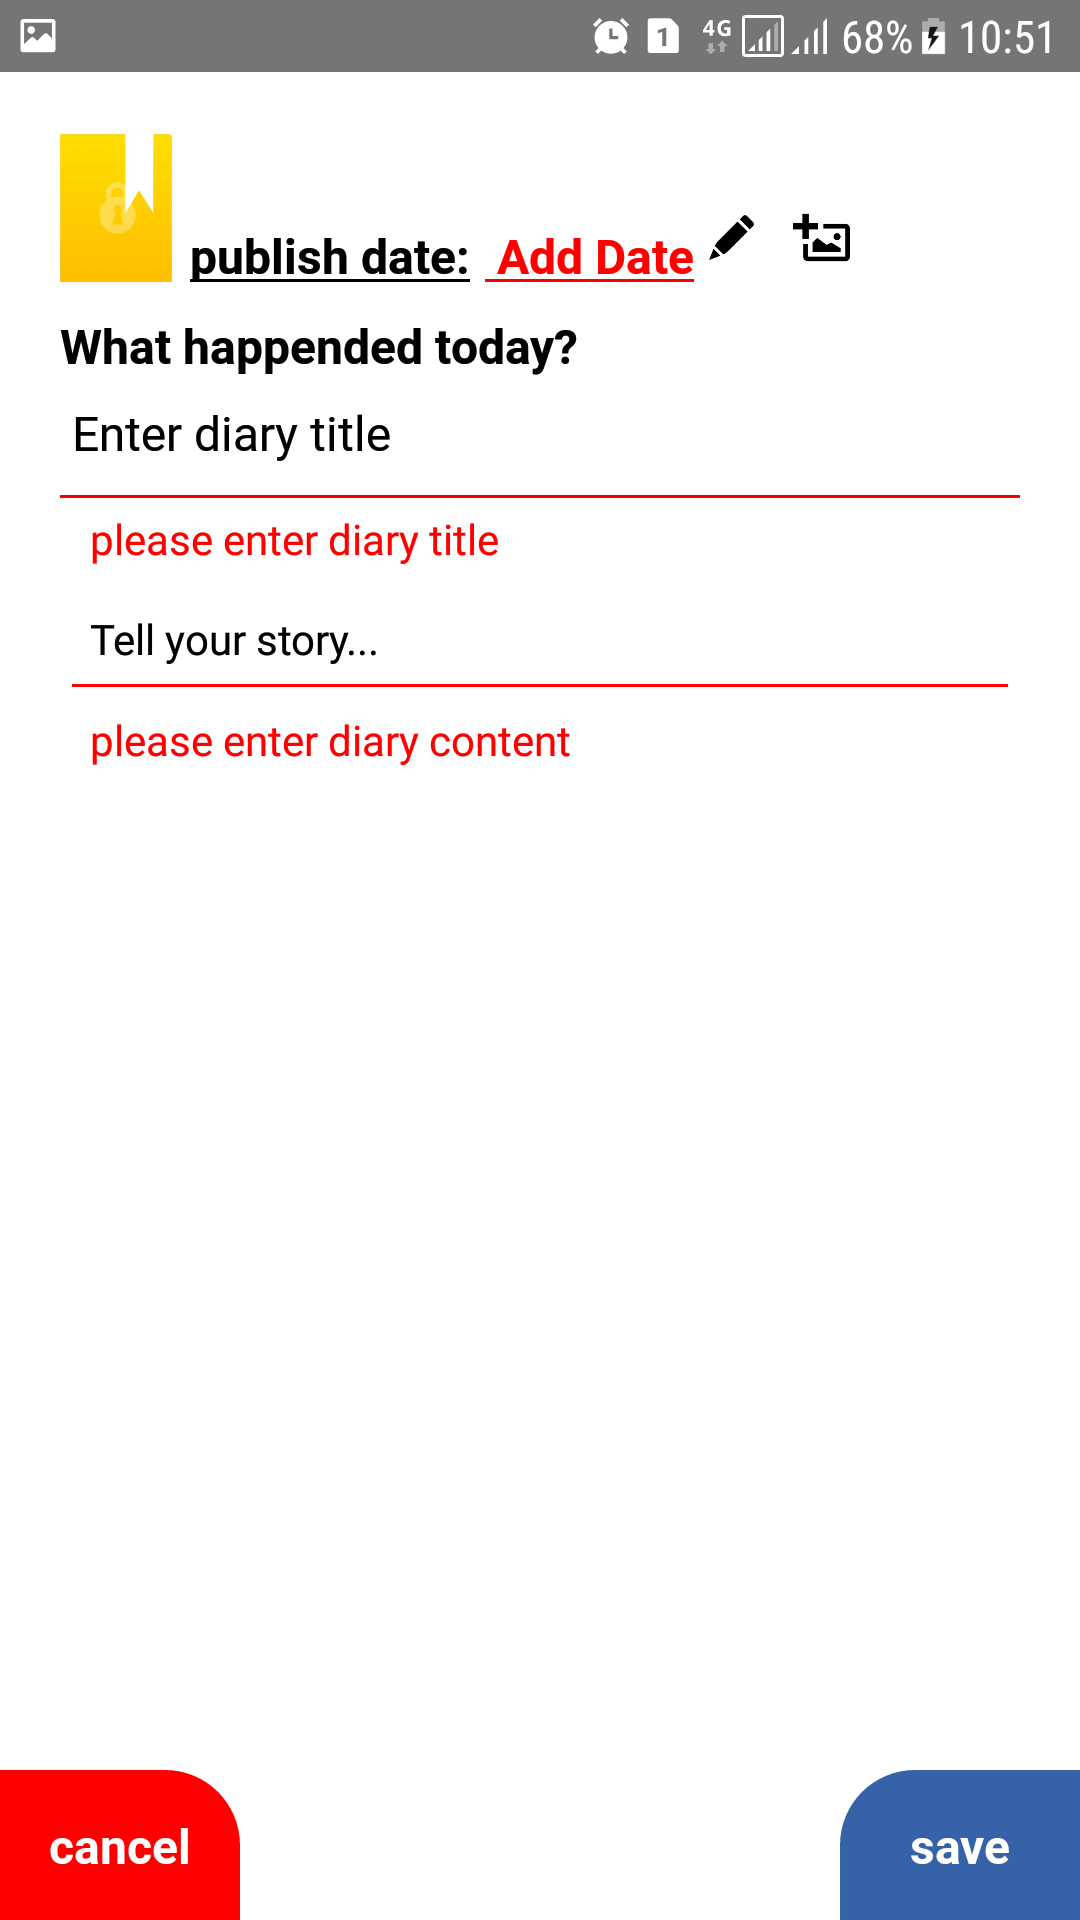 1 4G 68% 10:51
publish date: Add Date
What happended today?
Enter diary title
please enter diary title
Tell your story...
please enter diary content
cancel save